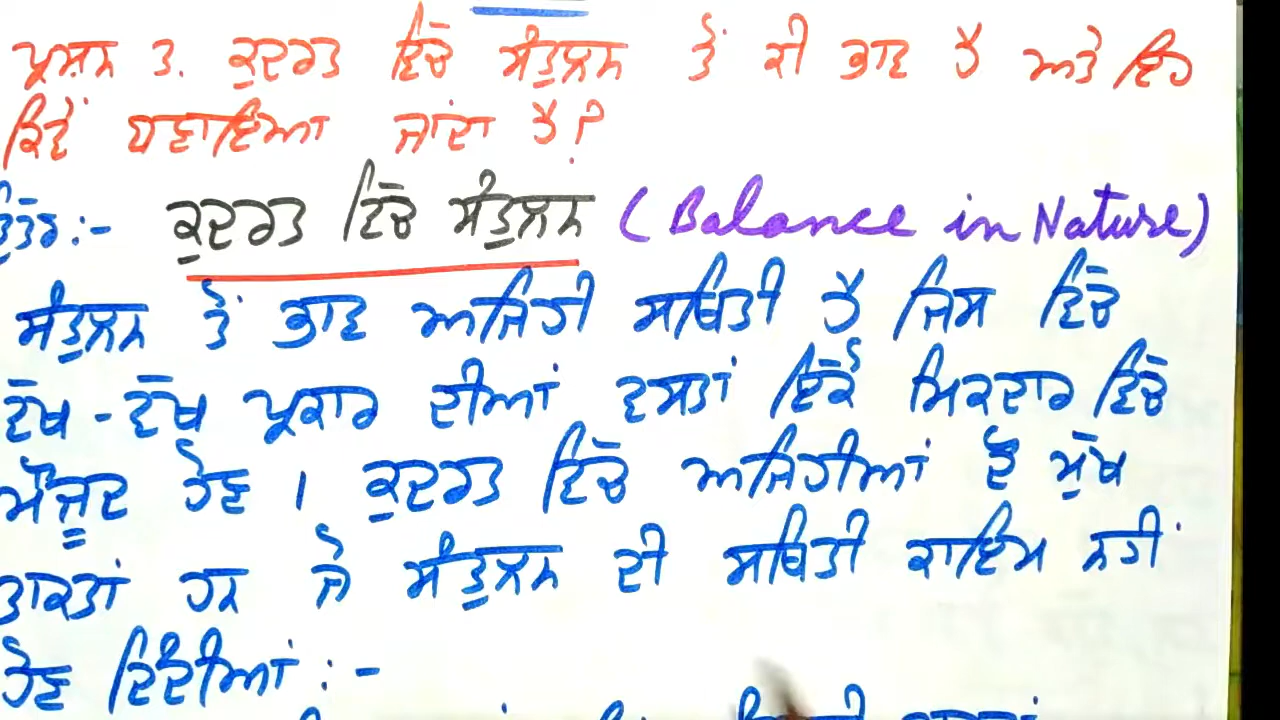 ਪ੍ਰਸ਼ਨ 3. ਕੁਦਰਤ ਵਿੱਚ ਸੰਤੁਲਨ ਤੋਂ ਕੀ ਭਾਵ ਹੈ ਅਤੇ ਇਹ
ਕਿਵੇਂ ਬਣਾਇਆ ਜਾਂਦਾ ਹੈ?
ਉੱਤਰ:- ਕੁਦਰਤ ਵਿੱਚ ਸੰਤੁਲਨ (Balance in Nature)
ਸੰਤੁਲਨ ਤੋਂ ਭਾਵ ਅਜਿਹੀ ਸਥਿਤੀ ਹੈ ਜਿਸ ਵਿੱਚ
ਵੱਖ-ਵੱਖ ਪ੍ਰਕਾਰ ਦੀਆਂ ਵਸਤਾਂ ਇੱਕੋ ਮਿਕਦਾਰ ਵਿੱਚ
ਮੌਜੂਦ ਹੋਣ । ਕੁਦਰਤ ਵਿੱਚ ਅਜਿਹੀਆਂ ਦੋ ਮੁੱਖ
ਤਾਕਤਾਂ ਹਨ ਜੋ ਸੰਤੁਲਨ ਦੀ ਸਥਿਤੀ ਕਾਇਮ ਨਹੀਂ
ਹੋਣ ਦਿੰਦੀਆਂ :-